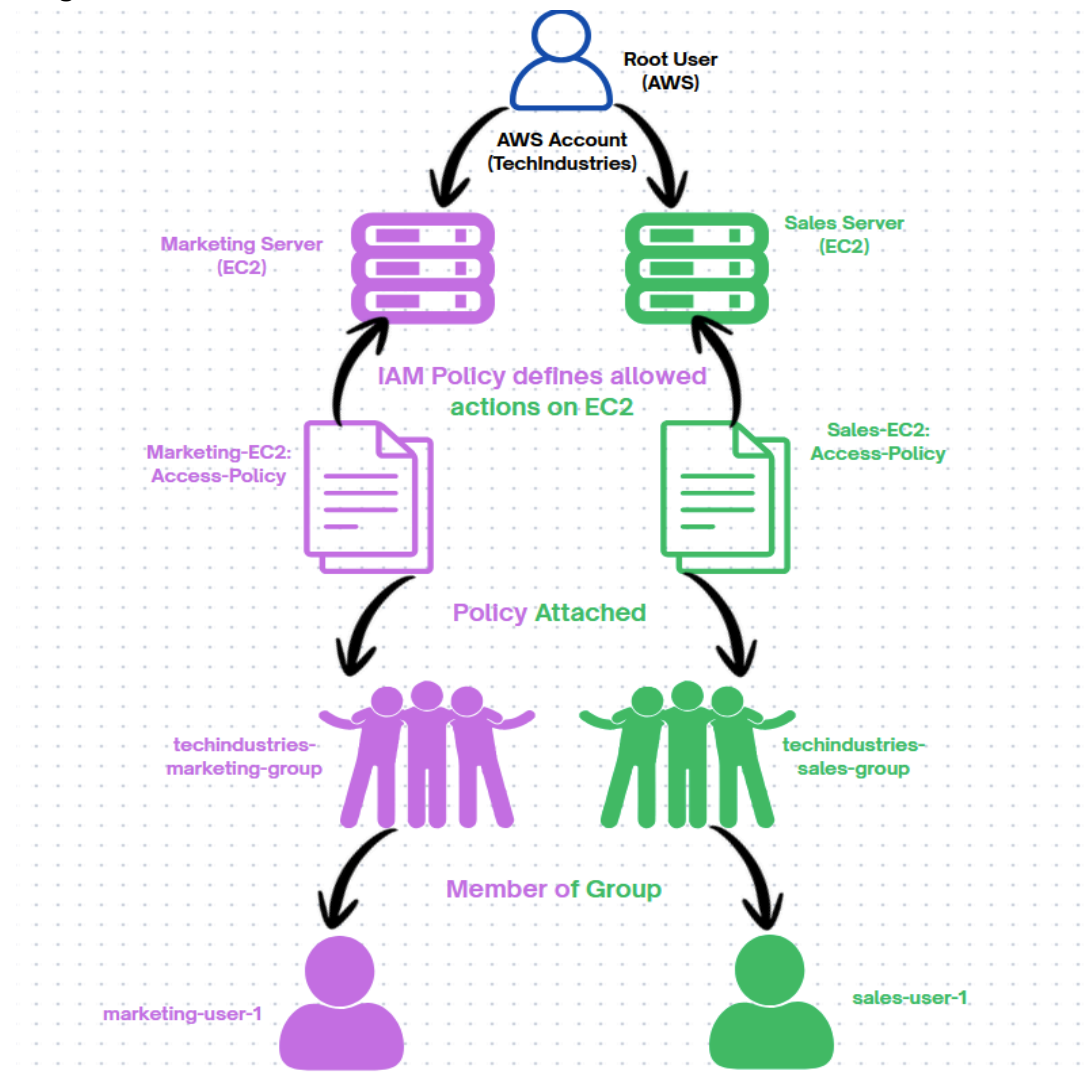 Root User
(AWS)
AWS Account
(TechIndustries)
Marketing Server
(EC2)
Sales Server
(EC2)
IAM Policy defines allowed
actions on EC2
Marketing-EC2:
Access-Policy
Sales-EC2:
Access-Policy
Policy Attached
techindustries-
marketing-group
techindustries-
sales-group
Member of Group
marketing-user-1
sales-user-1